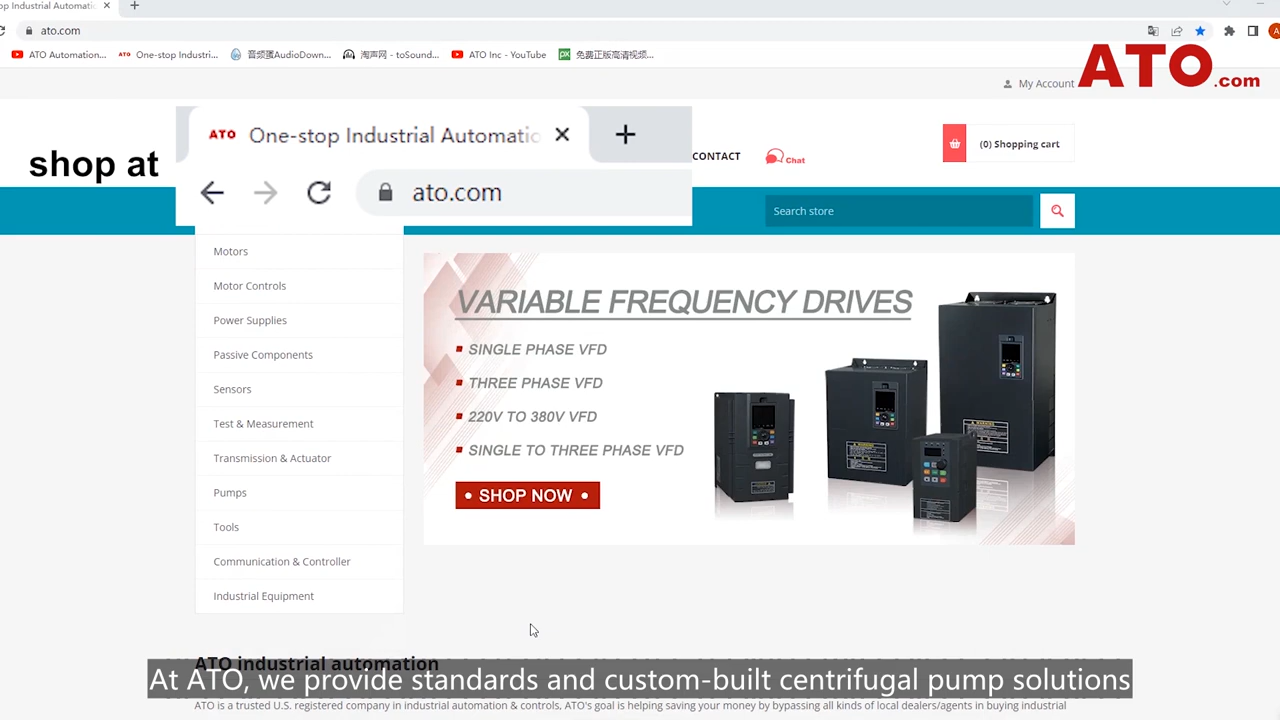 op Industrial Automati
ato.com
ATO Automation...
ATO One-stop Industri...
音频蛋AudioDown...
淘声网 - toSound...
ATO Inc - YouTube
免费正版高清视频...
My Account
ATO.com
shop at
ATO One-stop Industrial Automatio
ato.com
CONTACT
Chat
(0) Shopping cart
Search store
Motors
Motor Controls
Power Supplies
Passive Components
Sensors
Test & Measurement
Transmission & Actuator
Pumps
Tools
Communication & Controller
Industrial Equipment
VARIABLE FREQUENCY DRIVES
SINGLE PHASE VFD
THREE PHASE VFD
220V TO 380V VFD
SINGLE TO THREE PHASE VFD
• SHOP NOW •
ATO industrial automation
At ATO, we provide standards and custom-built centrifugal pump solutions
ATO is a trusted U.S. registered company in industrial automation & controls, ATO's goal is helping saving your money by bypassing all kinds of local dealers/agents in buying industrial